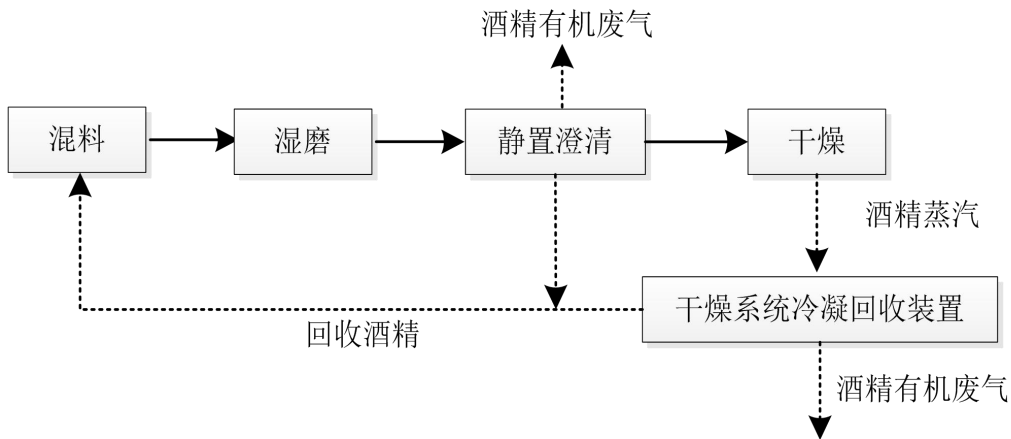 酒精有机废气
混料
湿磨
静置澄清
干燥
酒精蒸汽
干燥系统冷凝回收装置
回收酒精
酒精有机废气